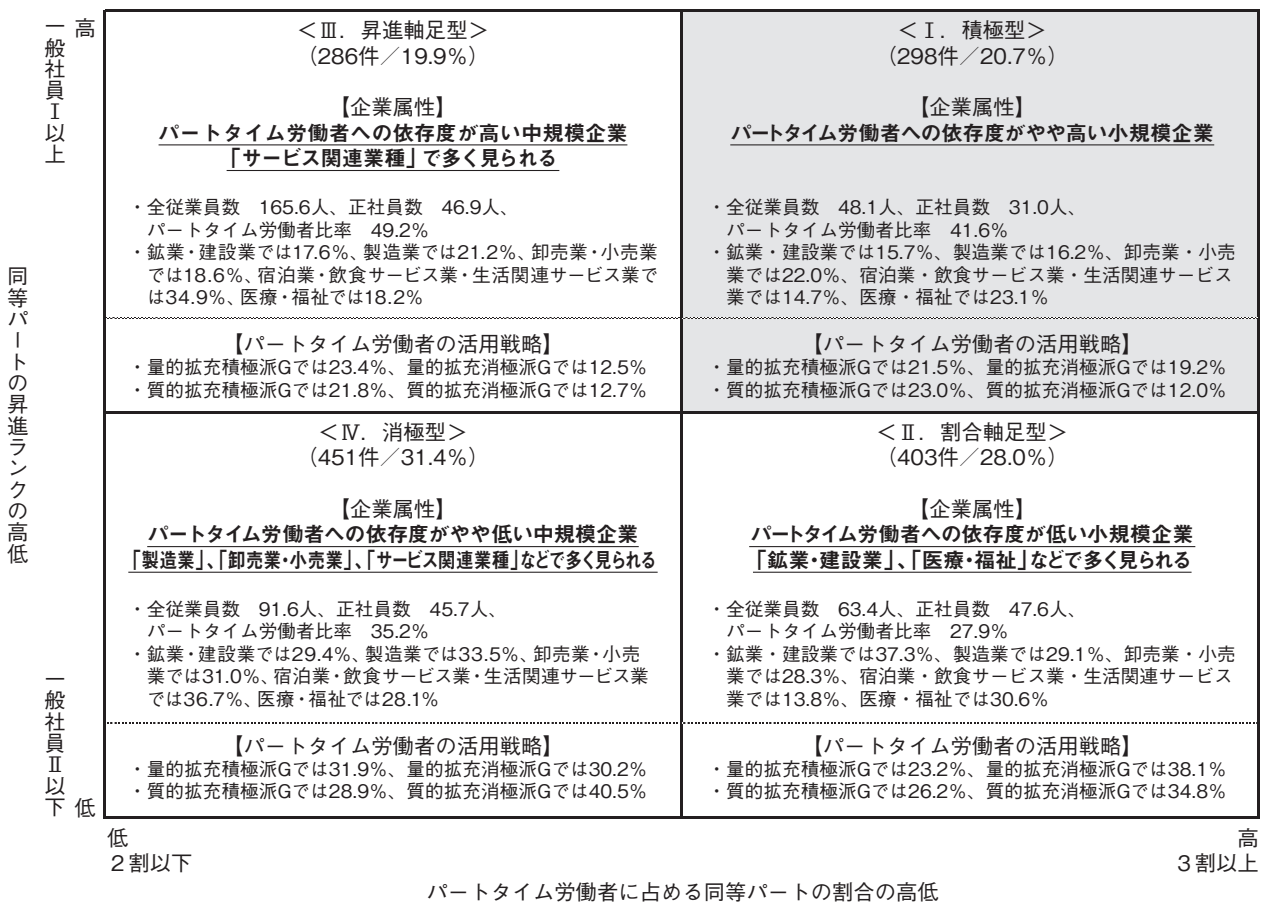 高
一般社員Ⅰ以上
同等パートの昇進ランクの高低
一般社員Ⅱ以下
低
＜Ⅲ．昇進軸足型＞
（286件／19.9％）
【企業属性】
パートタイム労働者への依存度が高い中規模企業
「サービス関連業種」で多く見られる
・全従業員数　165.6人、正社員数　46.9人、
パートタイム労働者比率　49.2％
・鉱業・建設業では17.6％、製造業では21.2％、卸売業・小売業
では18.6％、宿泊業・飲食サービス業・生活関連サービス業で
は34.9％、医療・福祉では18.2％
【パートタイム労働者の活用戦略】
・量的拡充積極派Gでは23.4％、量的拡充消極派Gでは12.5％
・質的拡充積極派Gでは21.8％、質的拡充消極派Gでは12.7％
＜Ⅰ．積極型＞
（298件／20.7％）
【企業属性】
パートタイム労働者への依存度がやや高い小規模企業
・全従業員数　48.1人、正社員数　31.0人、
パートタイム労働者比率　41.6％
・鉱業・建設業では15.7％、製造業では16.2％、卸売業・小売
業では22.0％、宿泊業・飲食サービス業・生活関連サービス
業では14.7％、医療・福祉では23.1％
【パートタイム労働者の活用戦略】
・量的拡充積極派Gでは21.5％、量的拡充消極派Gでは19.2％
・質的拡充積極派Gでは23.0％、質的拡充消極派Gでは12.0％
＜Ⅳ．消極型＞
（451件／31.4％）
【企業属性】
パートタイム労働者への依存度がやや低い中規模企業
「製造業」、「卸売業・小売業」、「サービス関連業種」などで多く見られる
・全従業員数　91.6人、正社員数　45.7人、
パートタイム労働者比率　35.2％
・鉱業・建設業では29.4％、製造業では33.5％、卸売業・小売
業では31.0％、宿泊業・飲食サービス業・生活関連サービス業
では36.7％、医療・福祉では28.1％
【パートタイム労働者の活用戦略】
・量的拡充積極派Gでは31.9％、量的拡充消極派Gでは30.2％
・質的拡充積極派Gでは28.9％、質的拡充消極派Gでは40.5％
＜Ⅱ．割合軸足型＞
（403件／28.0％）
【企業属性】
パートタイム労働者への依存度が低い小規模企業
「鉱業・建設業」、「医療・福祉」などで多く見られる
・全従業員数　63.4人、正社員数　47.6人、
パートタイム労働者比率　27.9％
・鉱業・建設業では37.3％、製造業では29.1％、卸売業・小売
業では28.3％、宿泊業・飲食サービス業・生活関連サービス
業では13.8％、医療・福祉では30.6％
【パートタイム労働者の活用戦略】
・量的拡充積極派Gでは23.2％、量的拡充消極派Gでは38.1％
・質的拡充積極派Gでは26.2％、質的拡充消極派Gでは34.8％
低
２割以下
高
３割以上
パートタイム労働者に占める同等パートの割合の高低